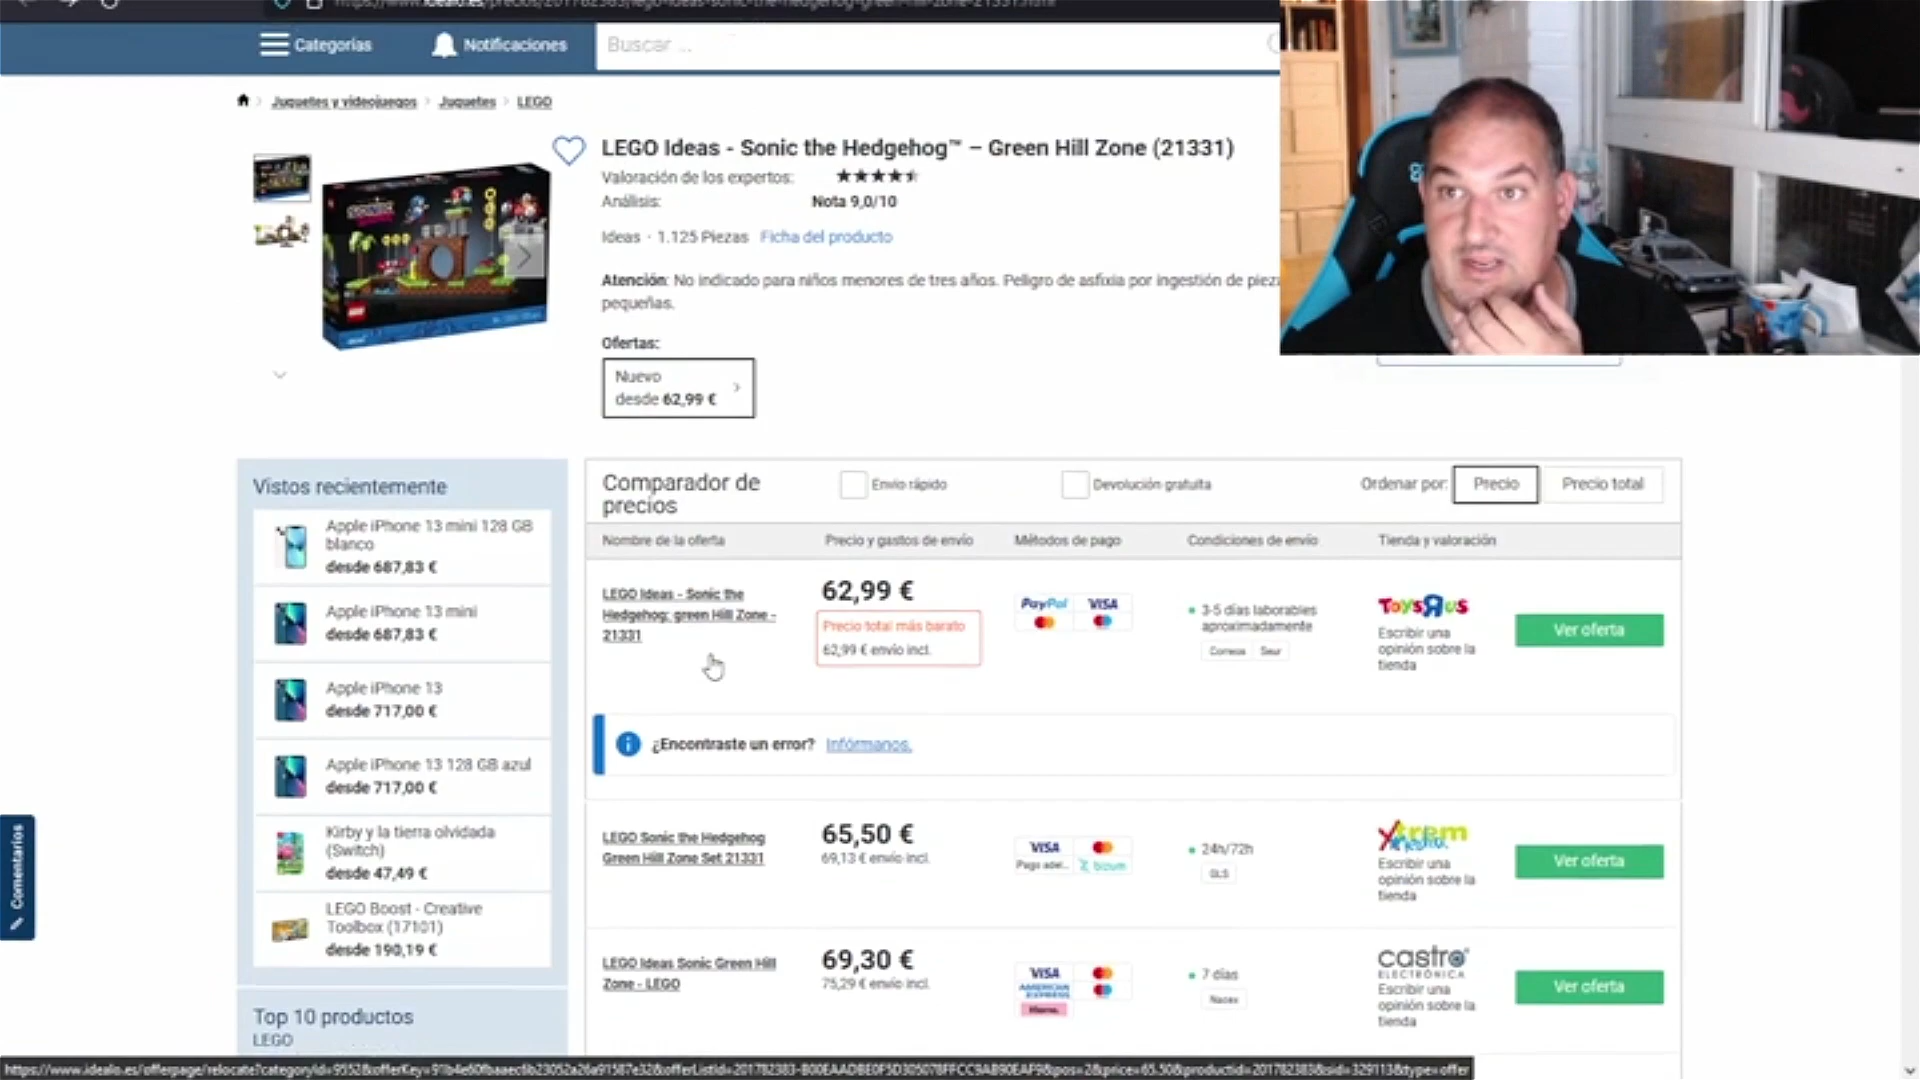 Categorías
Notificaciones
Buscar ...
Juguetes y videojuegos > Juguetes > LEGO
LEGO Ideas - Sonic the Hedgehog™ – Green Hill Zone (21331)
Valoración de los expertos:
Análisis: Nota 9,0/10
Ideas · 1.125 Piezas Ficha del producto
Atención: No indicado para niños menores de tres años. Peligro de asfixia por ingestión de
pequeñas.
Ofertas:
Nuevo
desde 62,99 €
Vistos recientemente
Apple iPhone 13 mini 128 GB
blanco
desde 687,83 €
Apple iPhone 13 mini
desde 687,83 €
Apple iPhone 13
desde 717,00 €
Apple iPhone 13 128 GB azul
desde 717,00 €
Kirby y la tierra olvidada
(Switch)
desde 47,49 €
LEGO Boost - Creative
Toolbox (17101)
desde 190,19 €
Top 10 productos
LEGO
Comparador de
precios
Envío rápido
Devolución gratuita
Ordenar por: Precio Precio total
Nombre de la oferta
Precio y gastos de envío
Métodos de pago
Condiciones de envío
Tienda y valoración
LEGO Ideas - Sonic the
Hedgehog: green Hill Zone -
21331
62,99 €
Precio total más barato
62,99 € envío incl.
PayPal VISA
3-5 días laborables
aproximadamente
Correos Seur
ToysRus
Escribir una
opinión sobre la
tienda
Ver oferta
¿Encontraste un error? Infórmanos.
LEGO Sonic the Hedgehog
Green Hill Zone Set 21331
65,50 €
69,13 € envío incl.
VISA
Pago adel... bizum
24h/72h
GLS
Xtrem
Media
Escribir una
opinión sobre la
tienda
Ver oferta
LEGO Ideas Sonic Green Hill
Zone - LEGO
69,30 €
75,29 € envío incl.
VISA
AMERICAN
EXPRESS
Klarna.
7 días
Nacex
castro
ELECTRÓNICA
Escribir una
opinión sobre la
tienda
Ver oferta
Comentarios